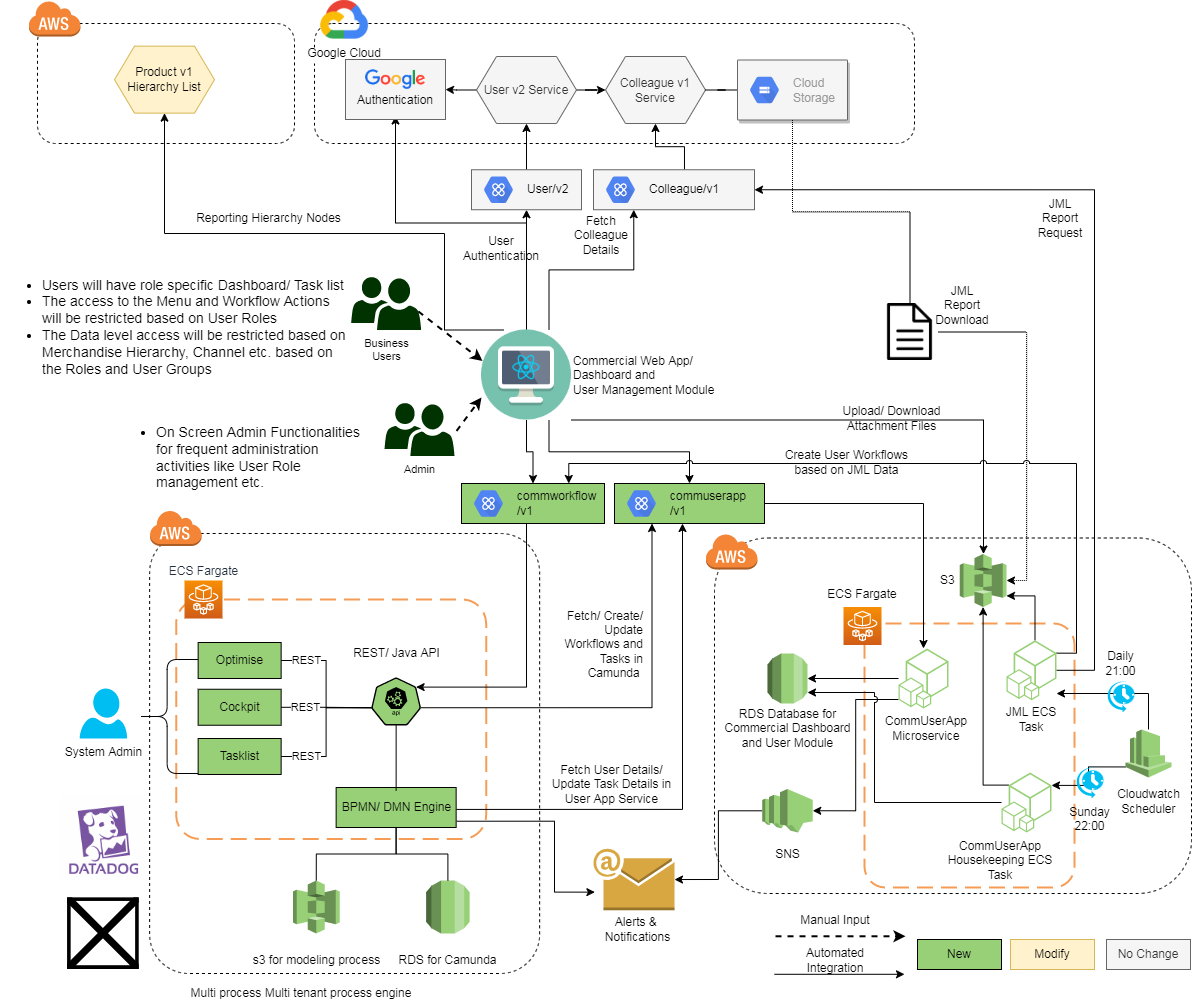 AWS
Product v1
Hierarchy List
Google Cloud
Google
Authentication
User v2 Service
Colleague v1
Service
Cloud
Storage
User/v2
Colleague/v1
Reporting Hierarchy Nodes
User
Authentication
Fetch
Colleague
Details
JML
Report
Request
• Users will have role specific Dashboard/ Task list
• The access to the Menu and Workflow Actions
will be restricted based on User Roles
• The Data level access will be restricted based on
Merchandise Hierarchy, Channel etc. based on
the Roles and User Groups
Business
Users
JML
Report
Download
Commercial Web App/
Dashboard and
User Management Module
• On Screen Admin Functionalities
for frequent administration
activities like User Role
management etc.
Admin
Upload/ Download
Attachment Files
Create User Workflows
based on JML Data
commworkflow
/v1
commuserapp
/v1
AWS
ECS Fargate
Optimise
REST
Cockpit
REST
Tasklist
REST
REST/ Java API
api
System Admin
BPMN/ DMN Engine
Fetch/ Create/
Update
Workflows and
Tasks in
Camunda
Fetch User Details/
Update Task Details in
User App Service
DATADOG
s3 for modeling process
RDS for Camunda
Multi process Multi tenant process engine
AWS
S3
ECS Fargate
RDS Database for
Commercial Dashboard
and User Module
CommUserApp
Microservice
JML ECS
Task
Daily
21:00
Cloudwatch
Scheduler
Sunday
22:00
CommUserApp
Housekeeping ECS
Task
SNS
@
Alerts &
Notifications
Manual Input
Automated
Integration
New
Modify
No Change